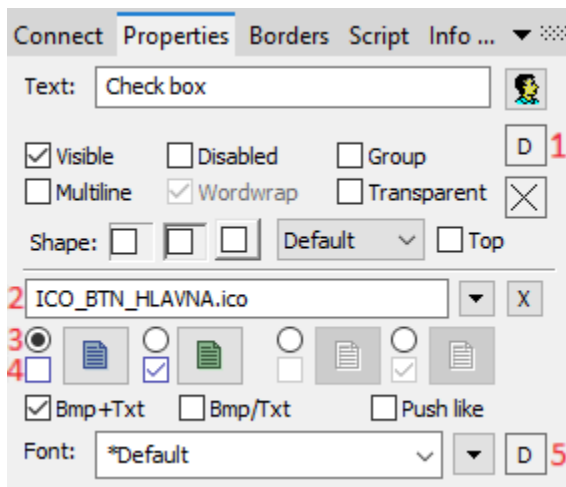 Connect Properties Borders Script Info ...
Text: Check box
Visible Disabled Group D 1
Multiline Wordwrap Transparent
Shape: Default Top
2 ICO_BTN_HLAVNA.ico X
3
4
Bmp+Txt Bmp/Txt Push like
Font: *Default D 5